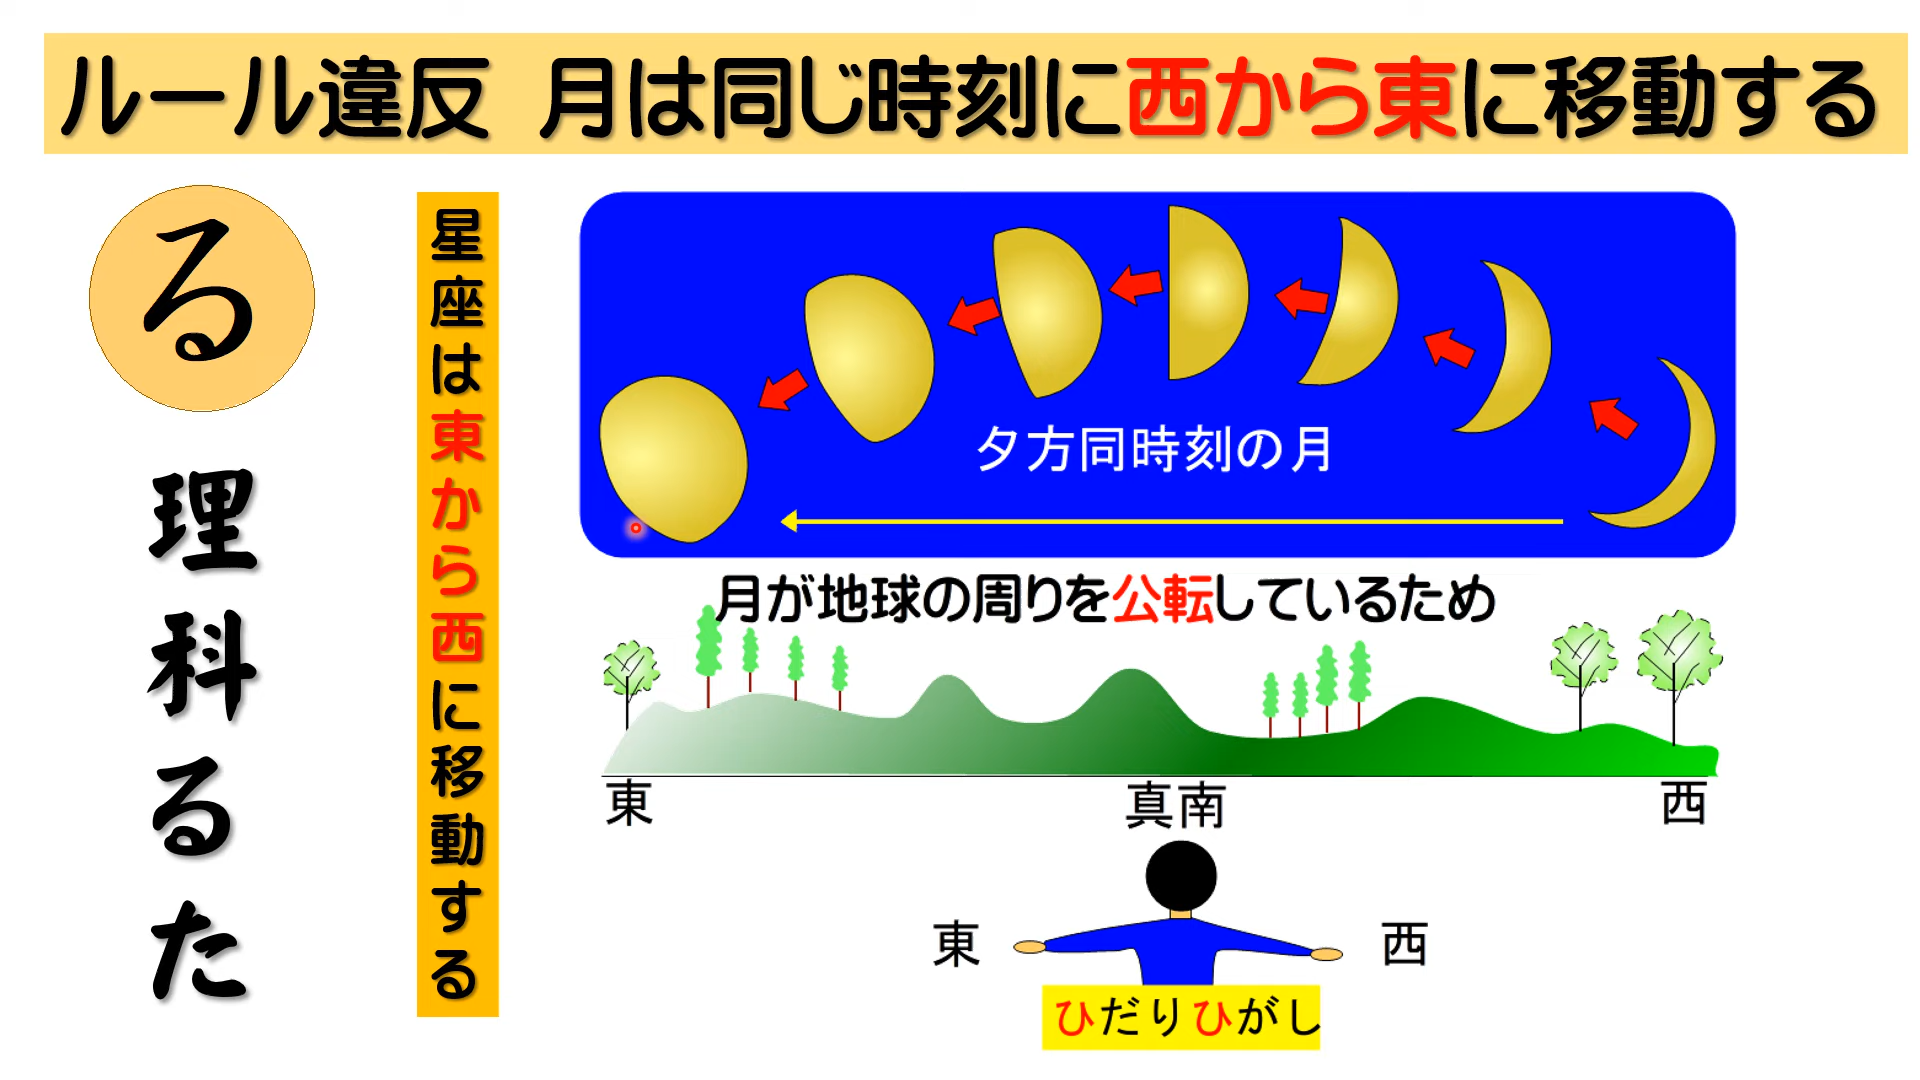 ルール違反 月は同じ時刻に西から東に移動する
る
理科るた
星座は東から西に移動する
夕方同時刻の月
月が地球の周りを公転しているため
東
真南
西
東
西
ひだりひがし